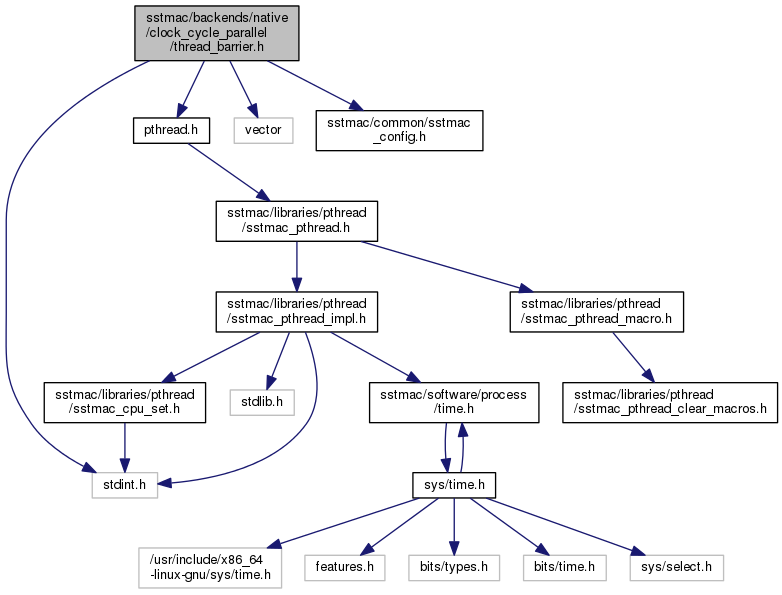 sstmac/backends/native
/clock_cycle_parallel
/thread_barrier.h
pthread.h
vector
sstmac/common/sstmac
_config.h
sstmac/libraries/pthread
/sstmac_pthread.h
sstmac/libraries/pthread
/sstmac_pthread_impl.h
sstmac/libraries/pthread
/sstmac_pthread_macro.h
sstmac/libraries/pthread
/sstmac_cpu_set.h
stdlib.h
sstmac/software/process
/time.h
sstmac/libraries/pthread
/sstmac_pthread_clear_macros.h
stdint.h
sys/time.h
/usr/include/x86_64
-linux-gnu/sys/time.h
features.h
bits/types.h
bits/time.h
sys/select.h